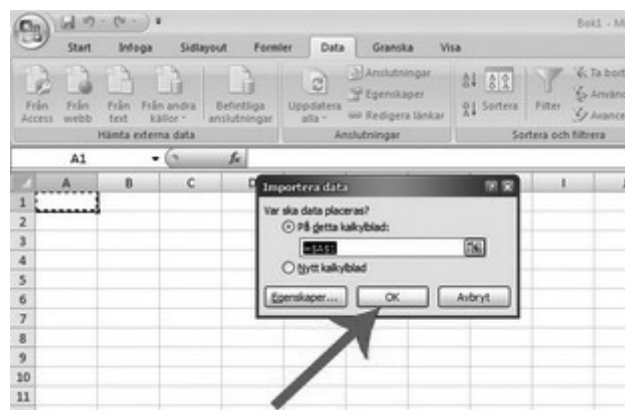 Bok1 - M
Start Infoga Sidlayout Formler Data Granska Visa
Från Access
Från webb
Från text
Från andra källor
Befintliga anslutningar
Hämta externa data
Uppdatera alla
Anslutningar
Egenskaper
Redigera länkar
Anslutningar
Sortera
Filter
Ta bort
Använd
Avance
Sortera och filtrera
A1 fx
A B C D I J
1
2
3
4
5
6
7
8
9
10
11
Importera data
Var ska data placeras?
På detta kalkylblad:
=$A$1
Nytt kalkylblad
Egenskaper... OK Avbryt